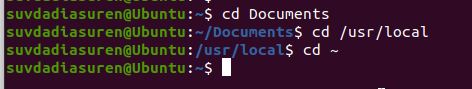 suvdadiasuren@Ubuntu:~$ cd Documents
suvdadiasuren@Ubuntu:~/Documents$ cd /usr/local
suvdadiasuren@Ubuntu:/usr/local$ cd ~
suvdadiasuren@Ubuntu:~$